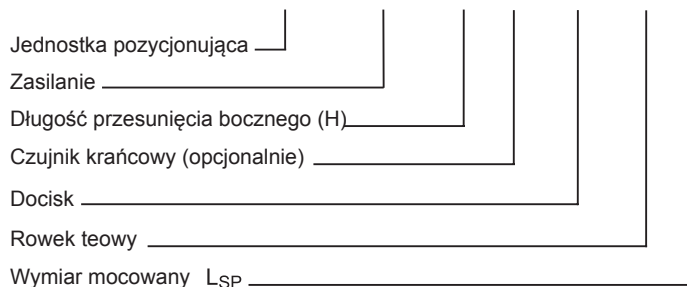 Jednostka pozycjonująca
Zasilanie
Długość przesunięcia bocznego (H)
Czujnik krańcowy (opcjonalnie)
Docisk
Rowek teowy
Wymiar mocowany LSP